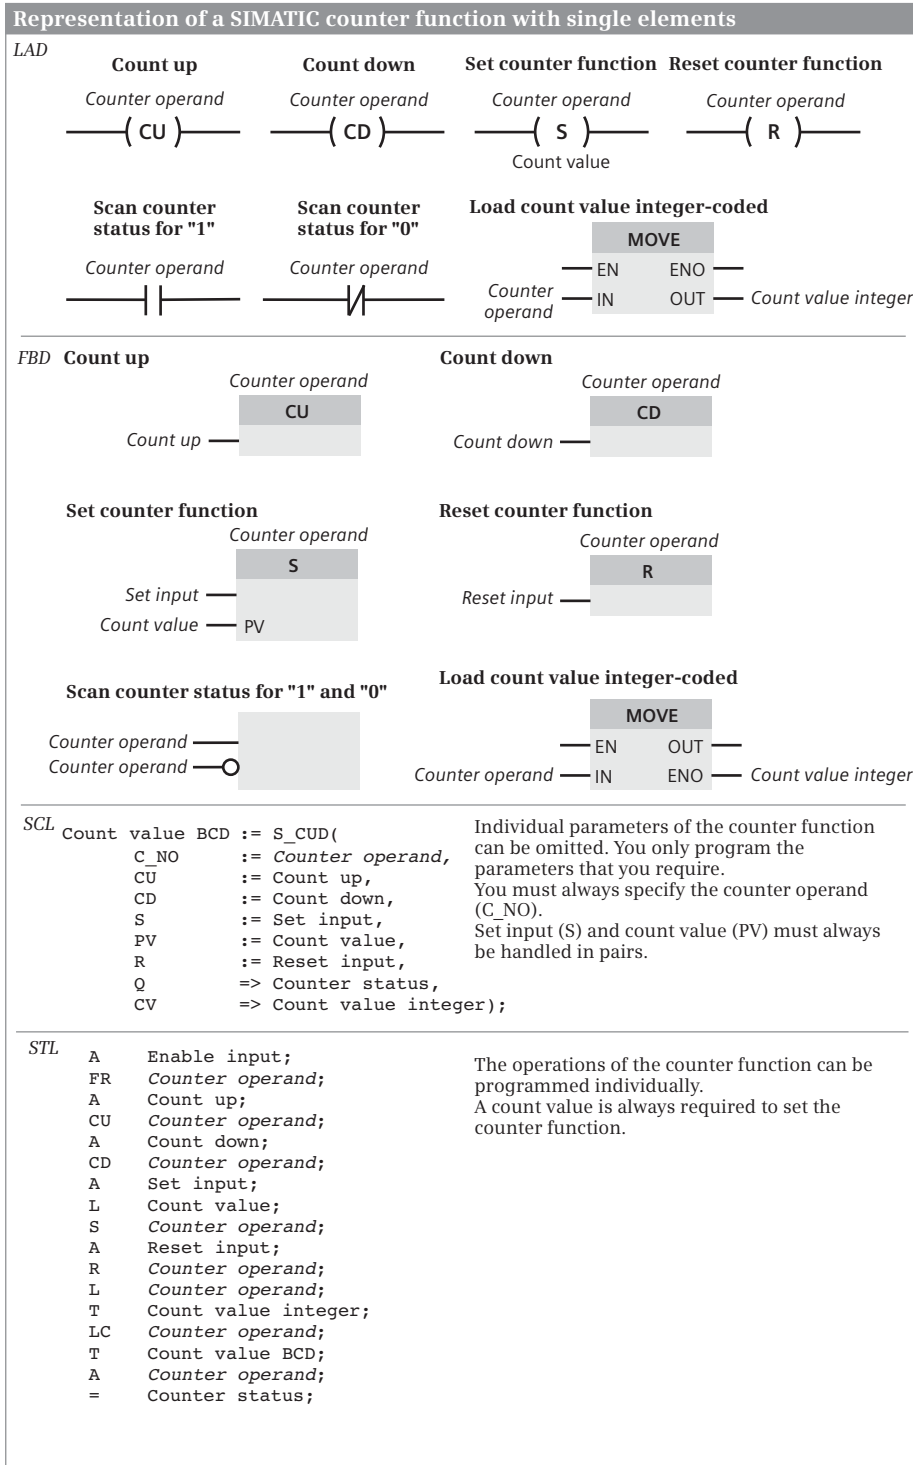 Representation of a SIMATIC counter function with single elements
LAD
Count up
Count down
Set counter function
Reset counter function
Counter operand
Counter operand
Counter operand
Counter operand
CU
CD
S
R
Count value
Scan counter
status for "1"
Scan counter
status for "0"
Load count value integer-coded
Counter operand
Counter operand
MOVE
EN ENO
Counter
operand
IN OUT
Count value integer
FBD
Count up
Count down
Counter operand
Counter operand
CU
CD
Count up
Count down
Set counter function
Reset counter function
Counter operand
Counter operand
S
R
Set input
Reset input
Count value
PV
Scan counter status for "1" and "0"
Load count value integer-coded
MOVE
Counter operand
Counter operand
EN OUT
Counter operand
IN ENO
Count value integer
SCL
Count value BCD := S_CUD(
C_NO := Counter operand,
CU := Count up,
CD := Count down,
S := Set input,
PV := Count value,
R := Reset input,
Q => Counter status,
CV => Count value integer);
Individual parameters of the counter function
can be omitted. You only program the
parameters that you require.
You must always specify the counter operand
(C_NO).
Set input (S) and count value (PV) must always
be handled in pairs.
STL
A Enable input;
FR Counter operand;
A Count up;
CU Counter operand;
A Count down;
CD Counter operand;
A Set input;
L Count value;
S Counter operand;
A Reset input;
R Counter operand;
L Counter operand;
T Count value integer;
LC Counter operand;
T Count value BCD;
A Counter operand;
= Counter status;
The operations of the counter function can be
programmed individually.
A count value is always required to set the
counter function.